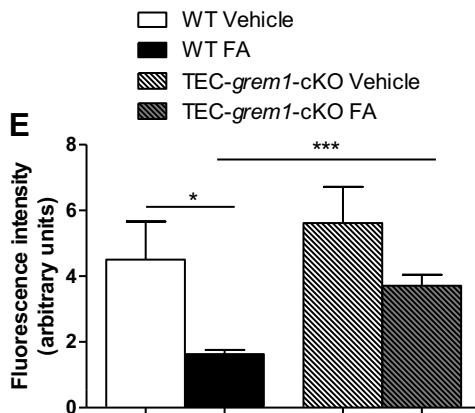 WT Vehicle
WT FA
TEC-grem1-cKO Vehicle
TEC-grem1-cKO FA
E
Fluorescence intensity
(arbitrary units)
8
6
4
2
0
*
***